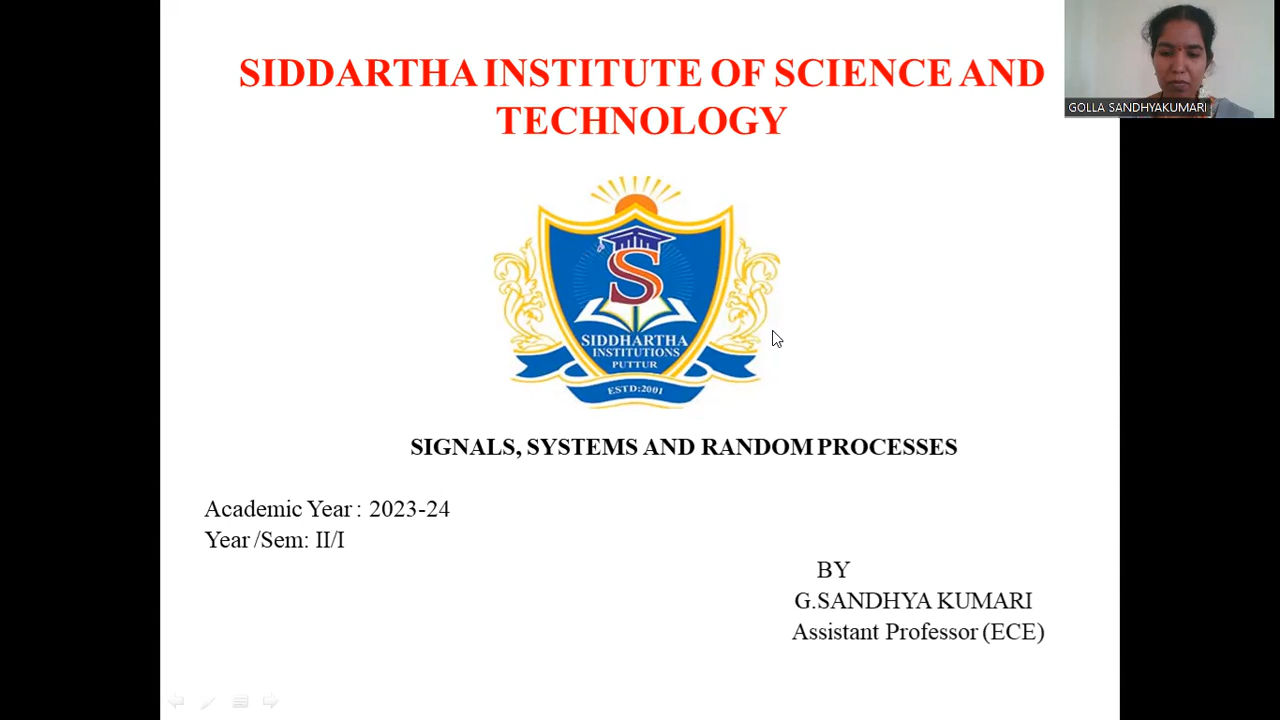 SIDDARTHA INSTITUTE OF SCIENCE AND
TECHNOLOGY
GOLLA SANDHYAKUMARI
S
SIDDHARTHA
INSTITUTIONS
PUTTUR
ESTD:2001
SIGNALS, SYSTEMS AND RANDOM PROCESSES
Academic Year : 2023-24
Year /Sem: II/I
BY
G.SANDHYA KUMARI
Assistant Professor (ECE)